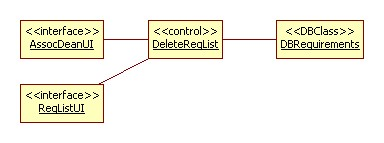 <<interface>>
AssocDeanUI
<<control>>
DeleteReqList
<<DBClass>>
DBRequirements
<<interface>>
ReqListUI